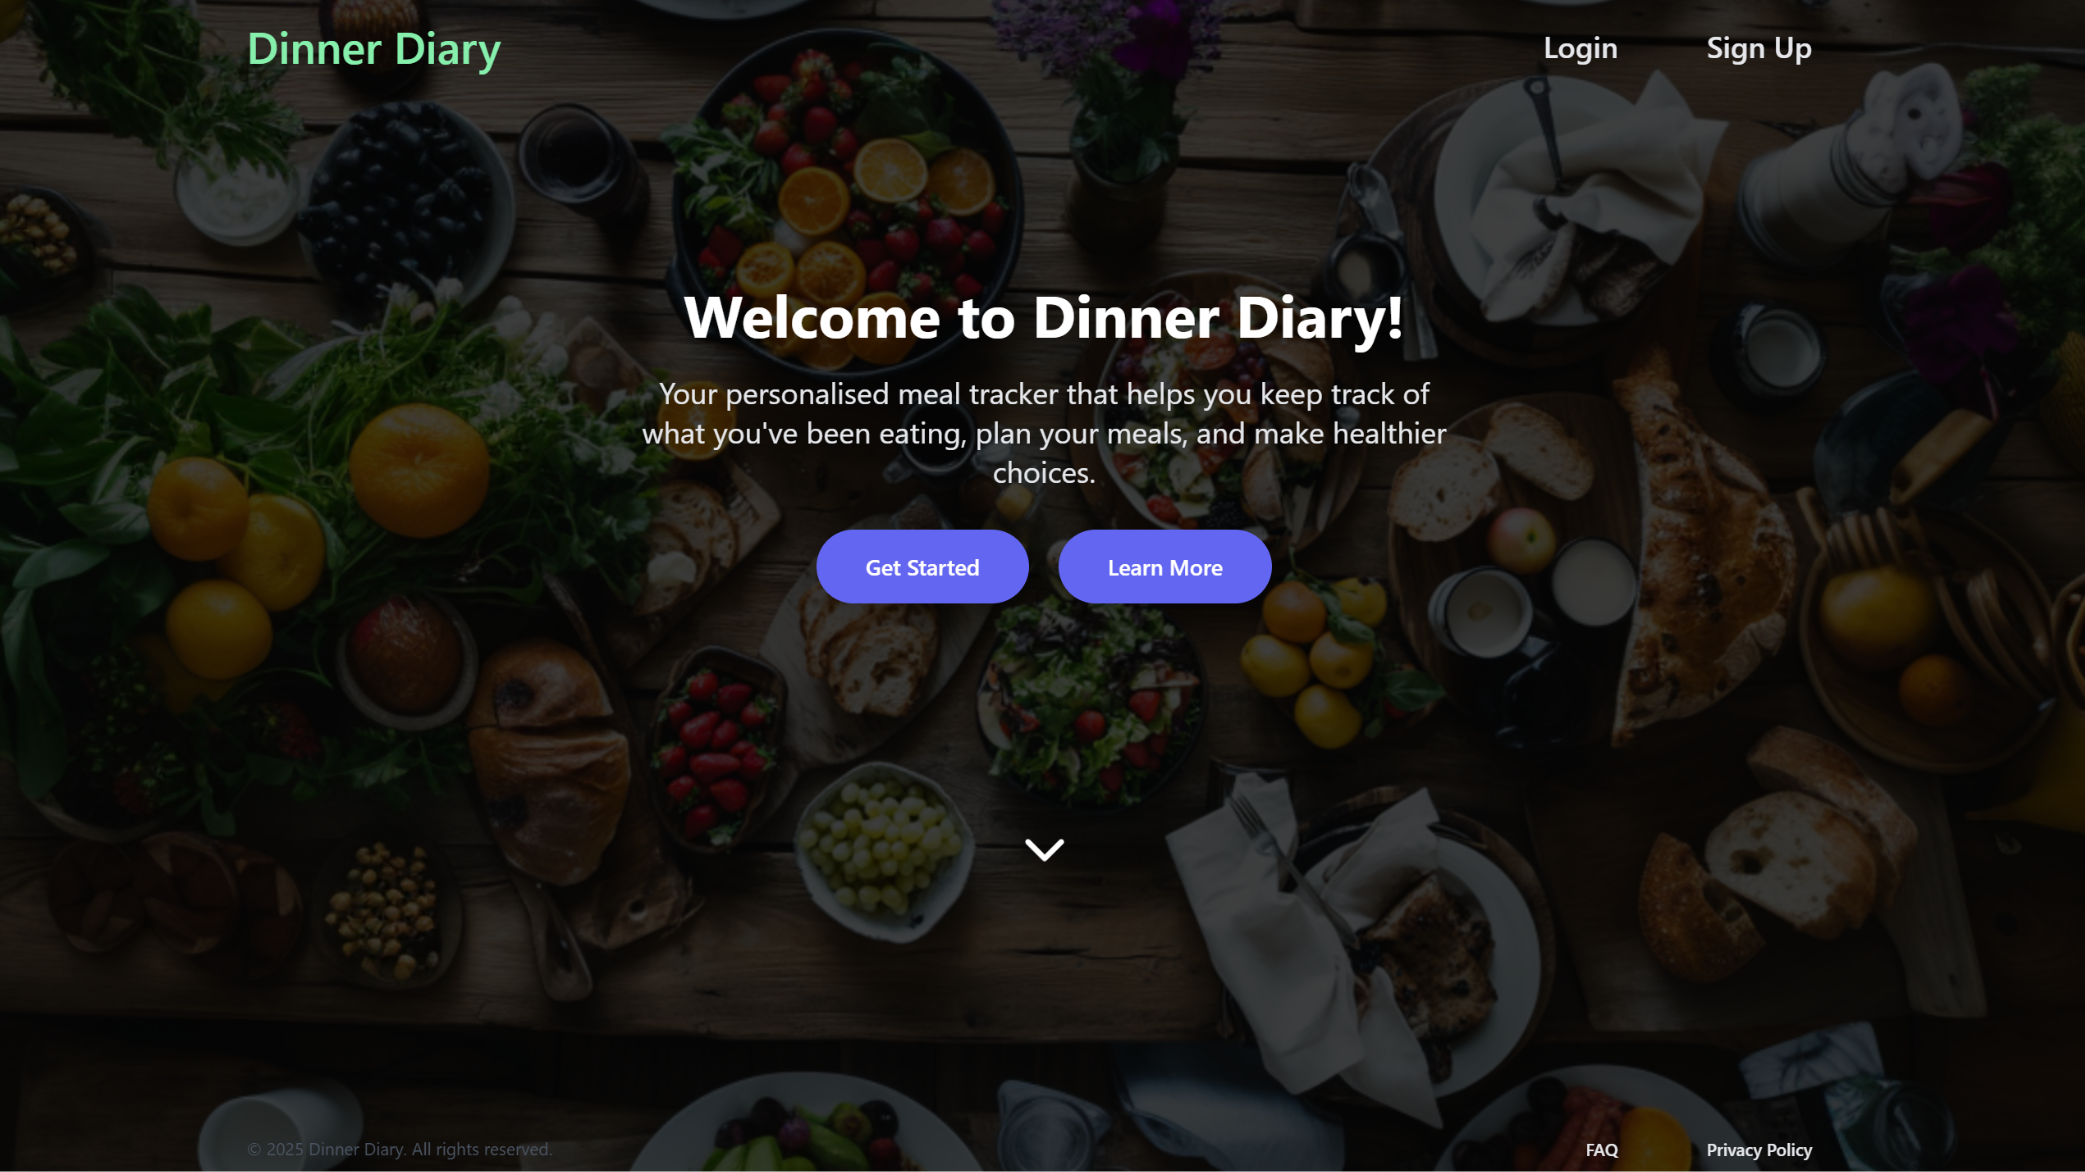 Dinner Diary
Login
Sign Up
Welcome to Dinner Diary!
Your personalised meal tracker that helps you keep track of
what you've been eating, plan your meals, and make healthier
choices.
Get Started
Learn More
© 2025 Dinner Diary. All rights reserved.
FAQ
Privacy Policy